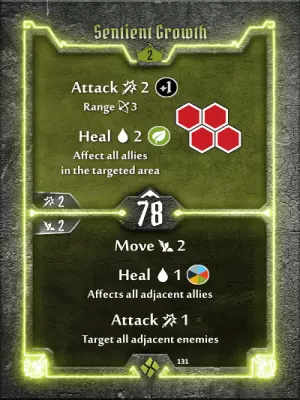 Sentient Growth
2
Attack 2 +1
Range 3
Heal 2
Affect all allies
in the targeted area
2
78
2
Move 2
Heal 1
Affects all adjacent allies
Attack 1
Target all adjacent enemies
131